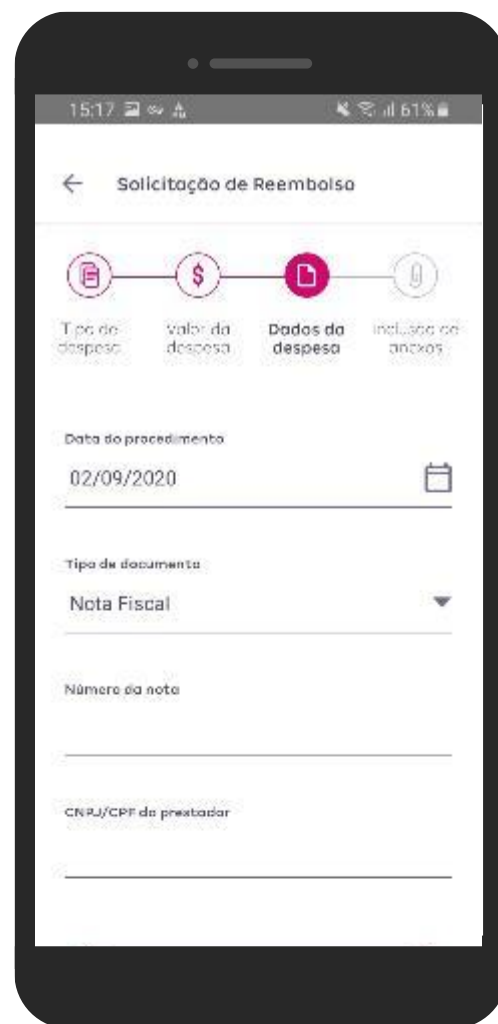 15:17 61%
Solicitação de Reembolso
Tipo de Valor da Dados da Inclusão de
despesa despesa despesa anexos
Data do procedimento
02/09/2020
Tipo de documento
Nota Fiscal
Número da nota
CNPJ/CPF do prestador